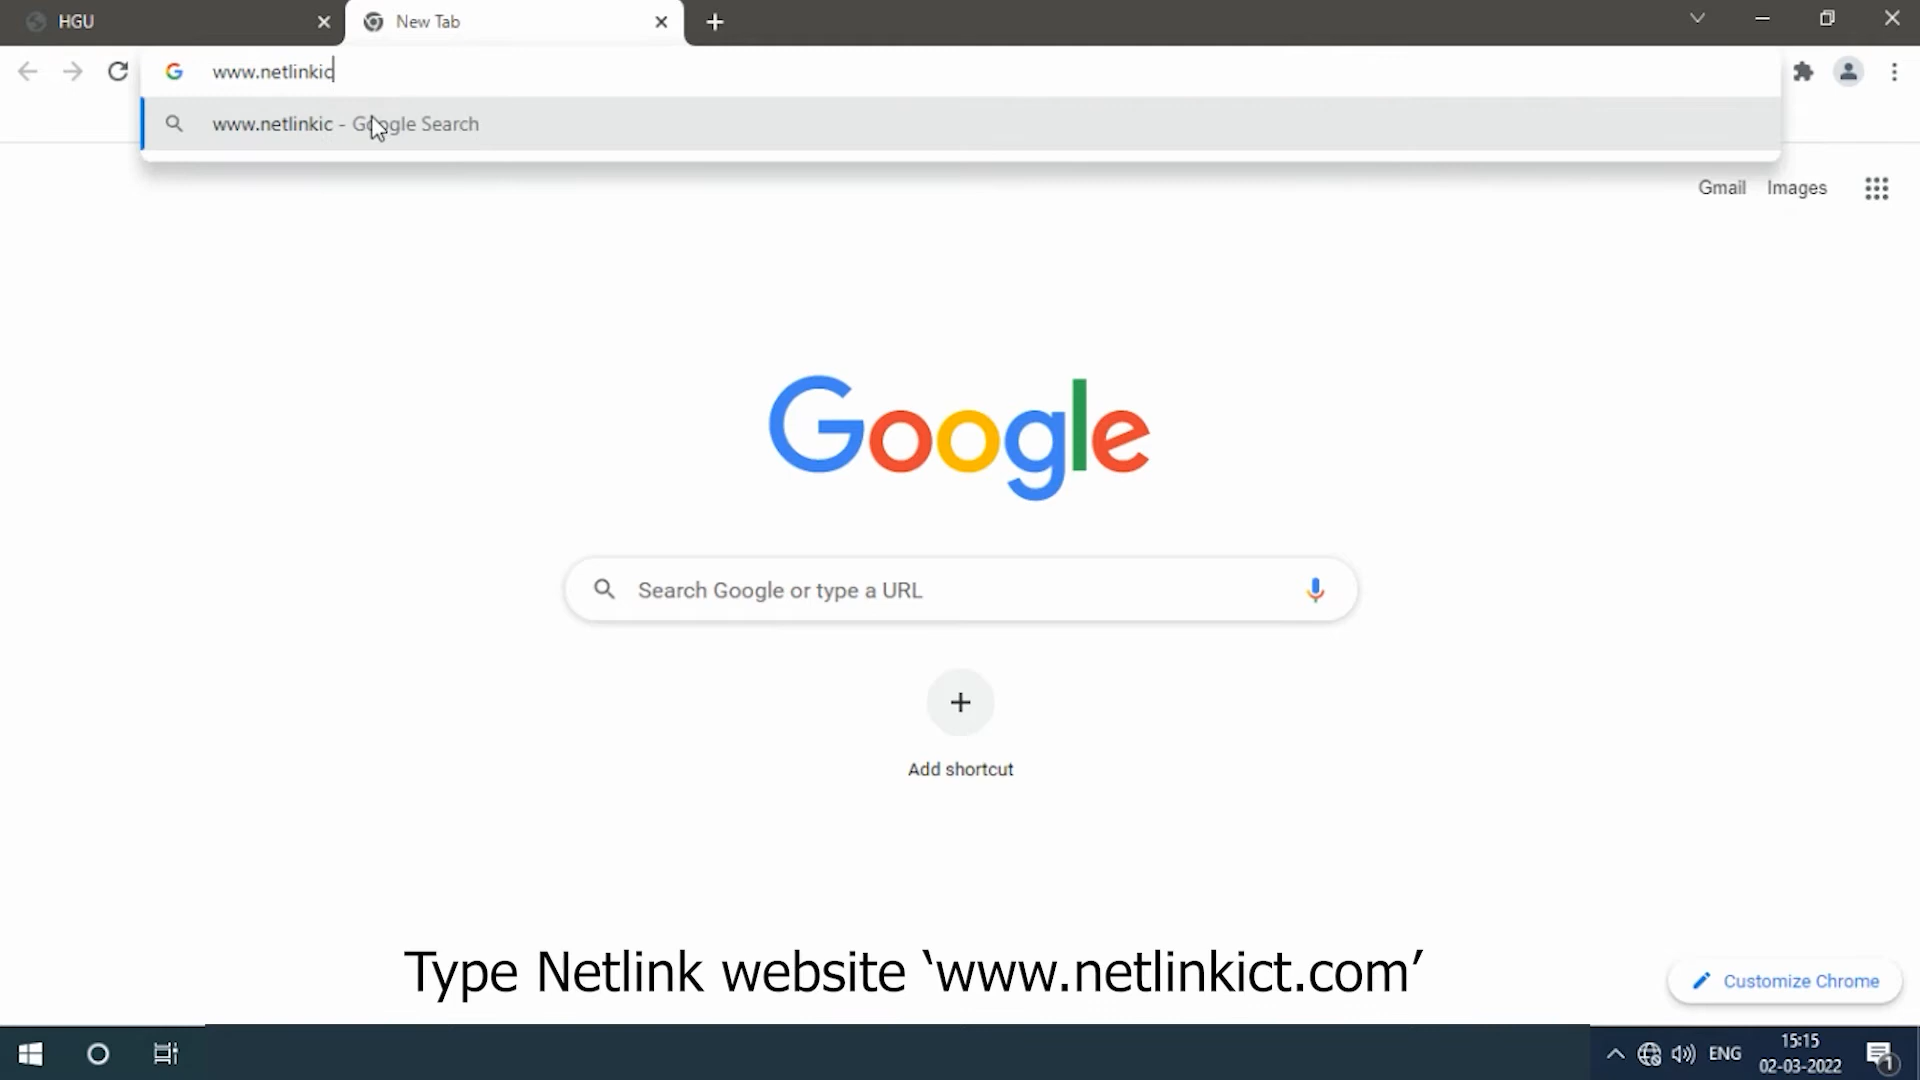 HGU
New Tab
www.netlinkic
www.netlinkic - Google Search
Gmail Images
Google
Search Google or type a URL
Add shortcut
Type Netlink website ‘www.netlinkict.com’
Customize Chrome
ENG
15:15
02-03-2022
1